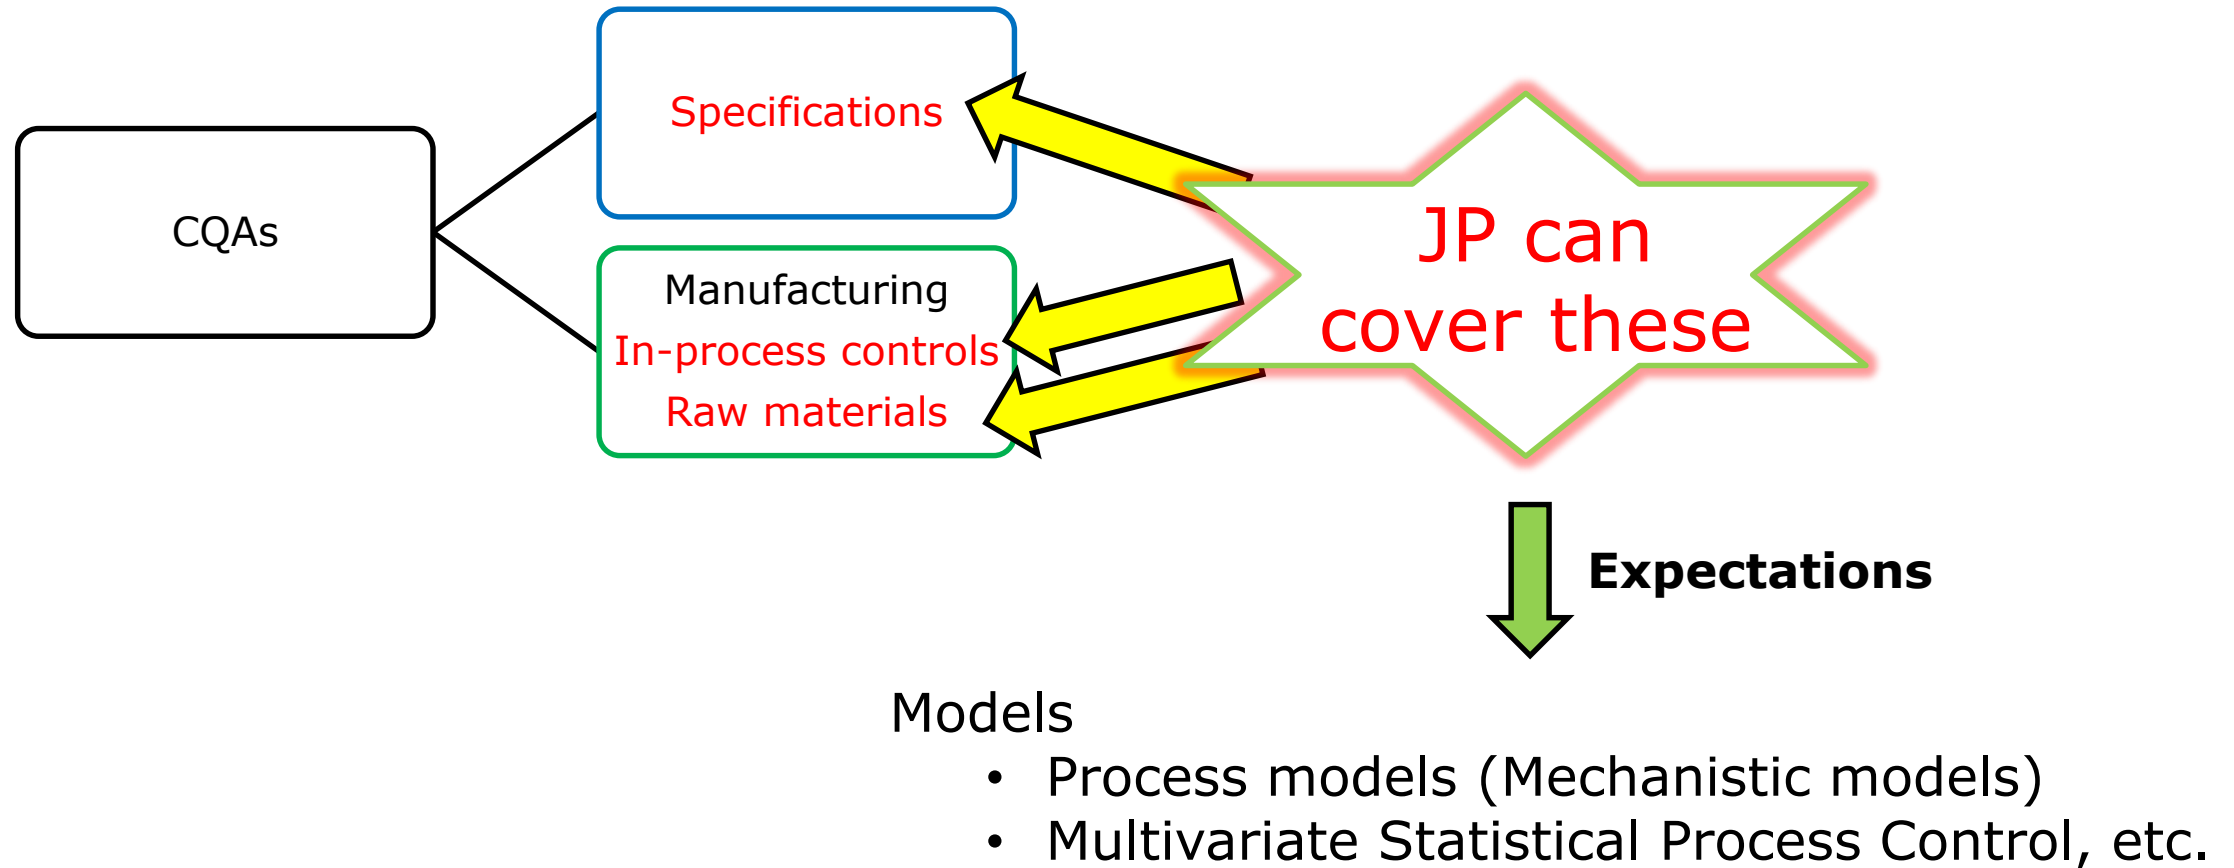 CQAs
Specifications
Manufacturing
In-process controls
Raw materials
JP can
cover these
Expectations
Models
• Process models (Mechanistic models)
• Multivariate Statistical Process Control, etc.